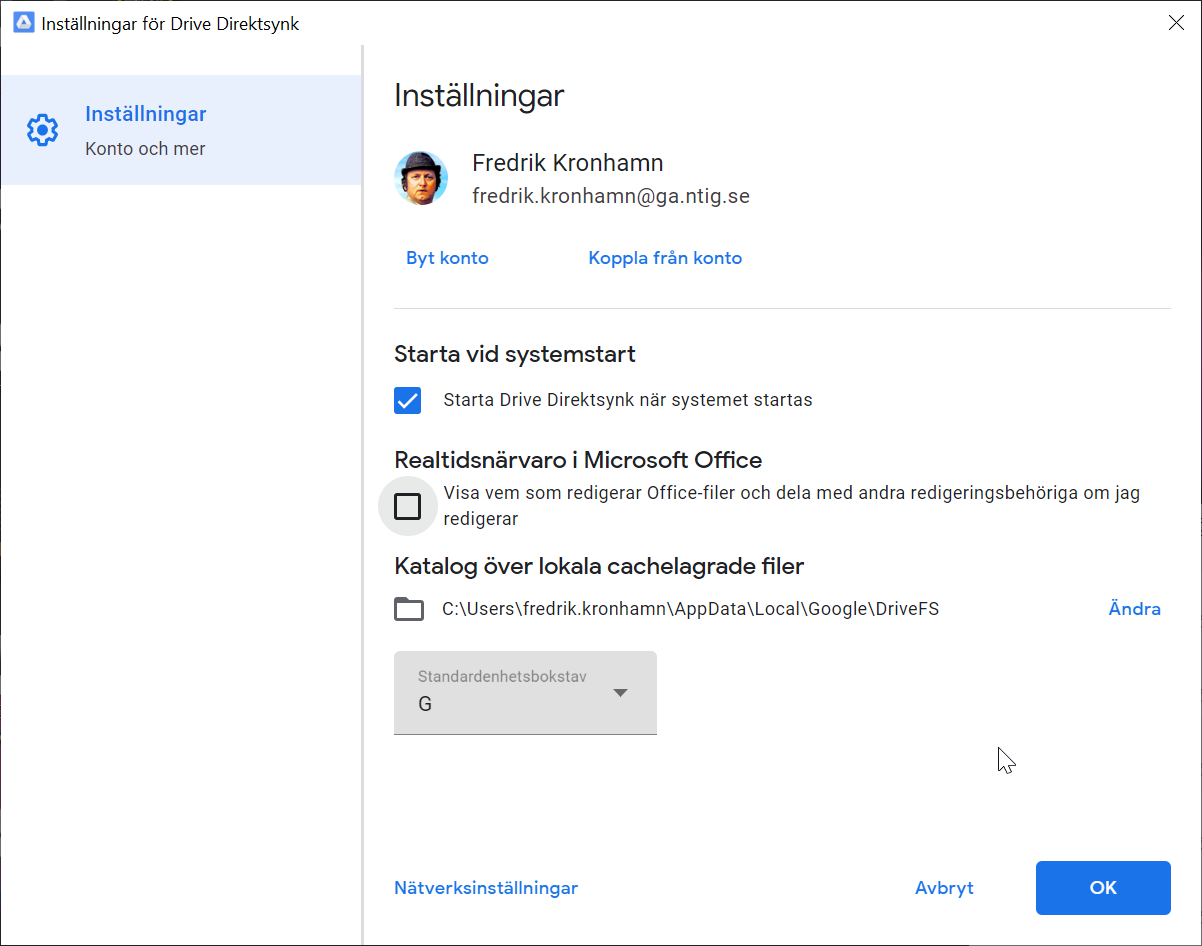 Inställningar för Drive Direktsynk
Inställningar
Konto och mer
Inställningar
Fredrik Kronhamn
fredrik.kronhamn@ga.ntig.se
Byt konto
Koppla från konto
Starta vid systemstart
Starta Drive Direktsynk när systemet startas
Realtidsnärvaro i Microsoft Office
Visa vem som redigerar Office-filer och dela med andra redigeringsbehöriga om jag
redigerar
Katalog över lokala cachelagrade filer
C:\Users\fredrik.kronhamn\AppData\Local\Google\DriveFS
Ändra
Standardenhetsbokstav
G
Nätverksinställningar
Avbryt
OK